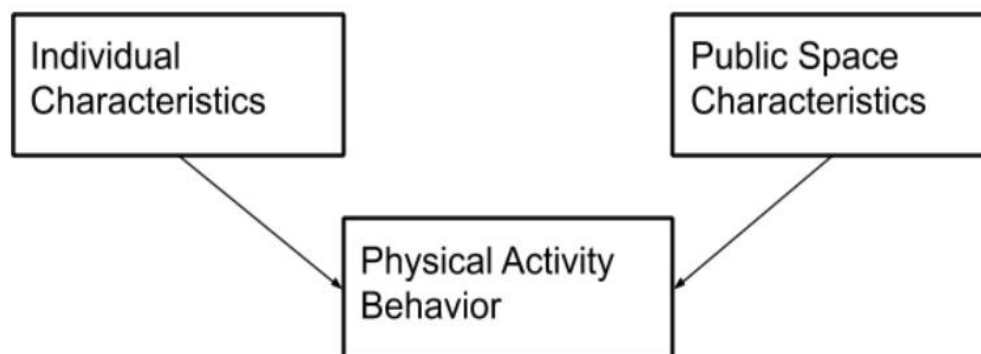 Individual
Characteristics
Public Space
Characteristics
Physical Activity
Behavior